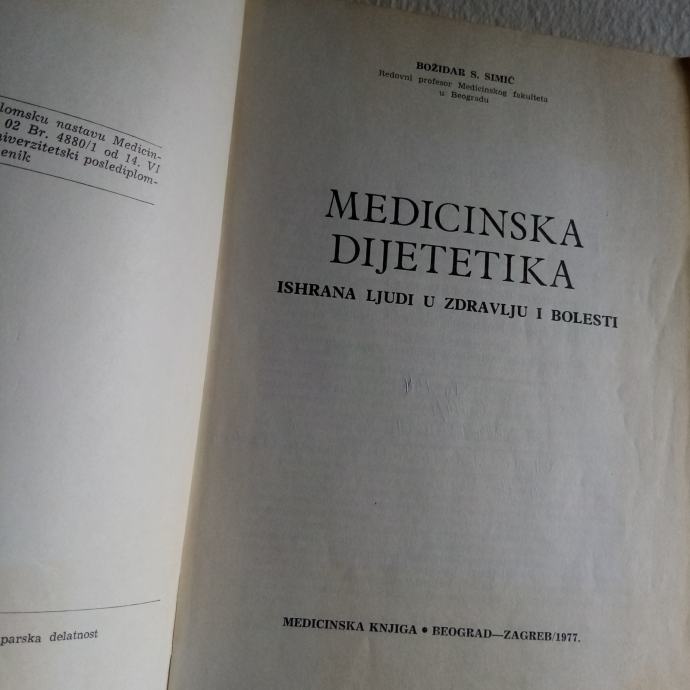 lomsku nastavu Medicin-
02 Br. 4880/1 od 14. VI
niverzitetski poslediplom-
enik
parska delatnost
BOŽIDAR S. SIMIĆ
Redovni profesor Medicinskog fakulteta
u Beogradu
MEDICINSKA
DIJETETIKA
ISHRANA LJUDI U ZDRAVLJU I BOLESTI
MEDICINSKA KNJIGA • BEOGRAD—ZAGREB/1977.